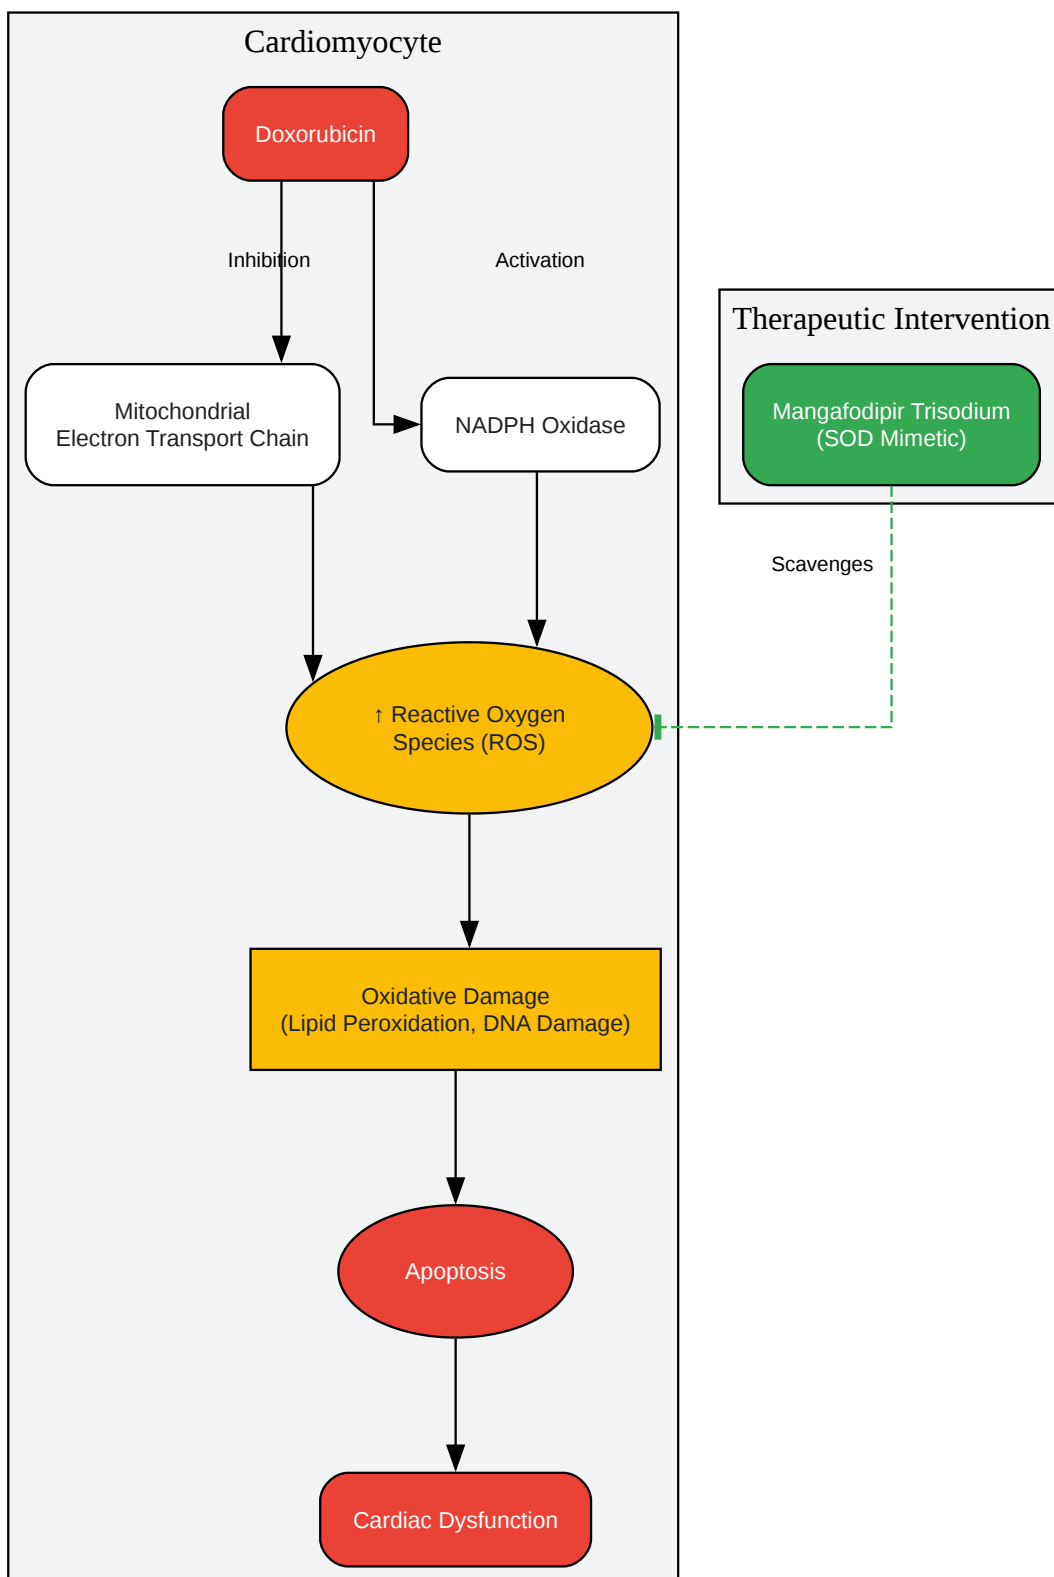 Cardiomyocyte
Doxorubicin
Inhibition
Activation
Therapeutic Intervention
Mitochondrial
Electron Transport Chain
NADPH Oxidase
Mangafodipir Trisodium
(SOD Mimetic)
Scavenges
↑ Reactive Oxygen
Species (ROS)
Oxidative Damage
(Lipid Peroxidation, DNA Damage)
Apoptosis
Cardiac Dysfunction